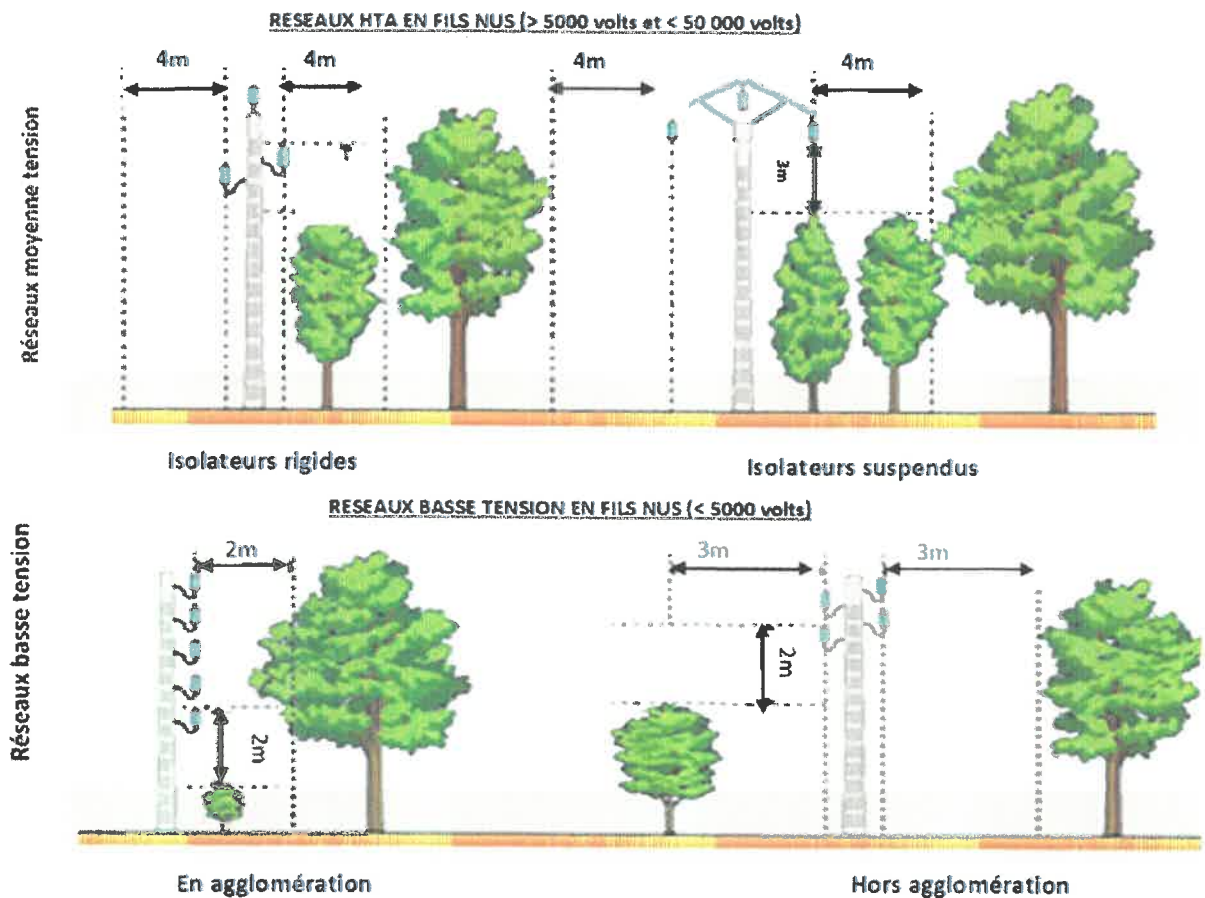 RESEAUX HTA EN FILS NUS (> 5000 volts et < 50 000 volts)
4m 4m 4m 4m
3m
Réseaux moyenne tension
Isolateurs rigides Isolateurs suspendus
RESEAUX BASSE TENSION EN FILS NUS (< 5000 volts)
2m 3m 3m
2m 2m
Réseaux basse tension
En agglomération Hors agglomération